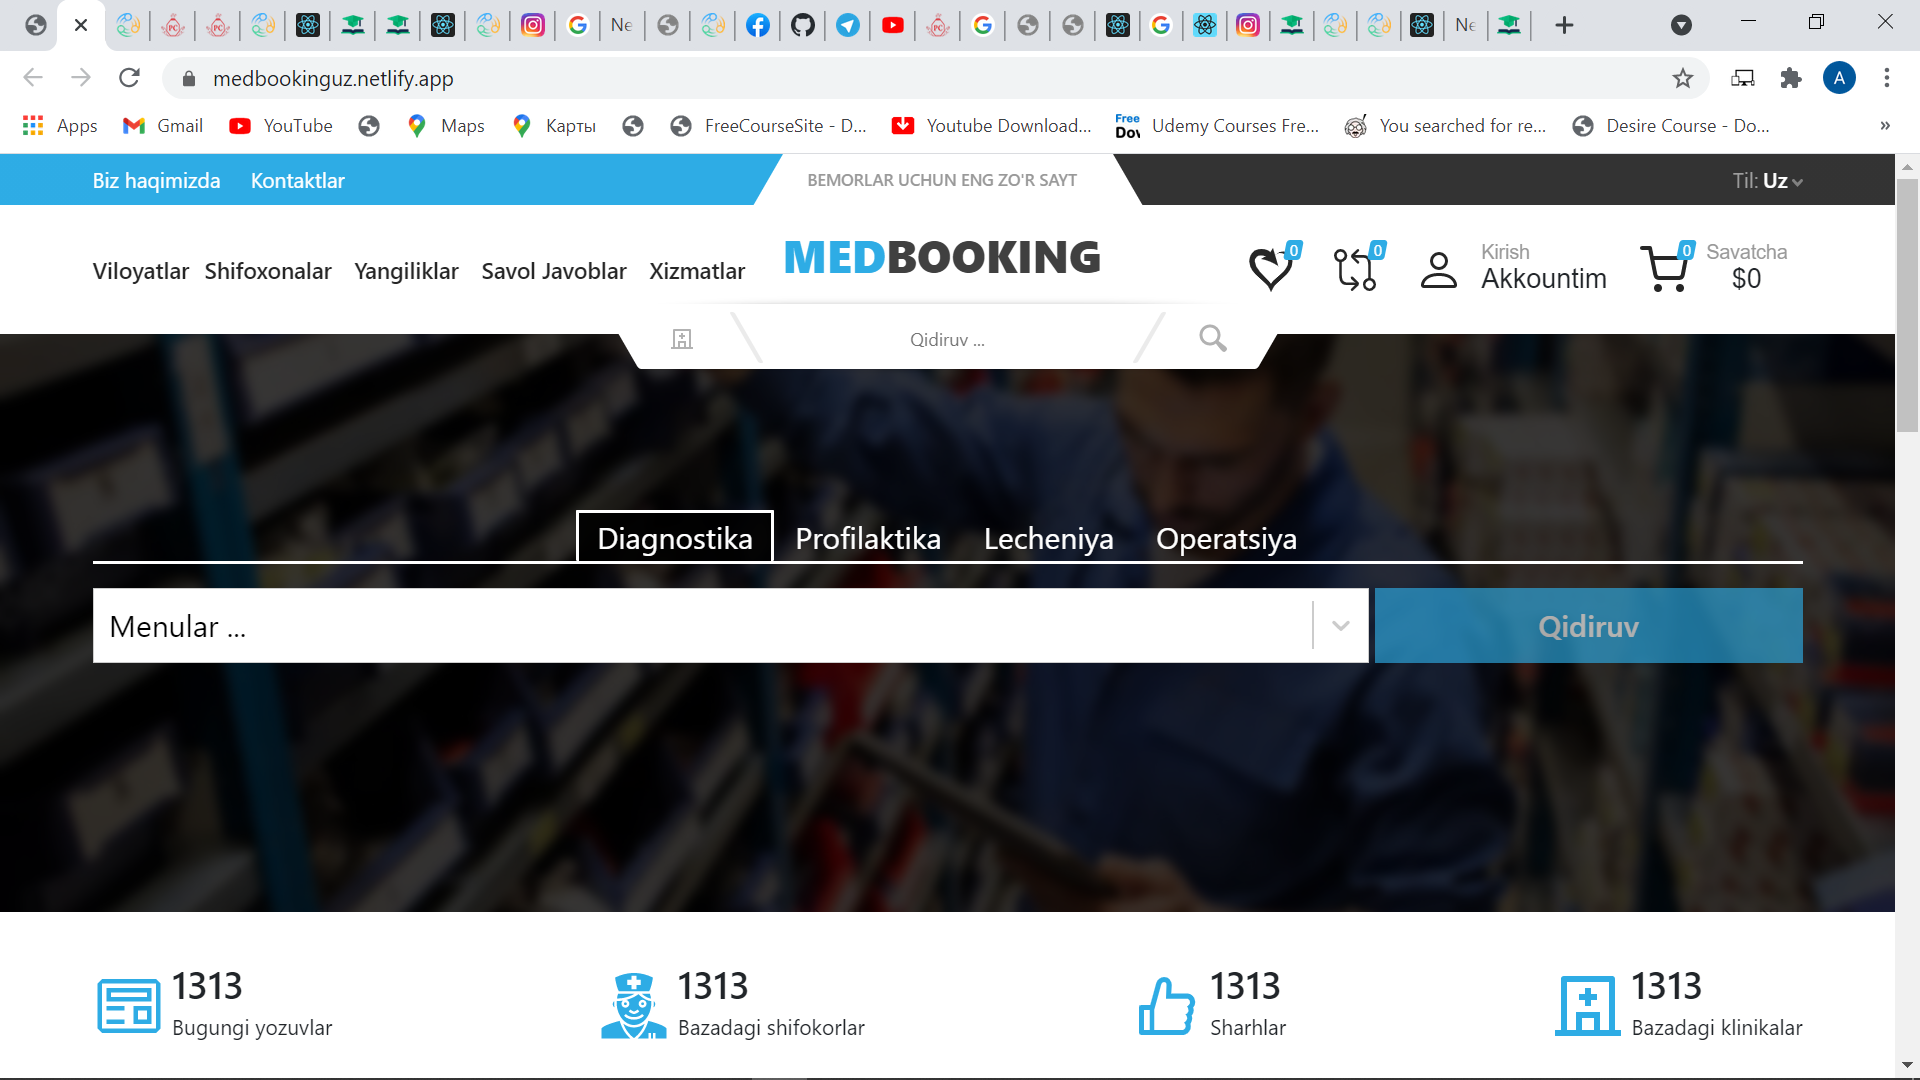 Ne
Ne
medbookinguz.netlify.app
A
Apps
Gmail
YouTube
Maps
Карты
FreeCourseSite - D...
Youtube Download...
Free
Dov
Udemy Courses Fre...
You searched for re...
Desire Course - Do...
»
Biz haqimizda Kontaktlar
BEMORLAR UCHUN ENG ZO'R SAYT
Til: Uz
Viloyatlar Shifoxonalar Yangiliklar Savol Javoblar Xizmatlar
MEDBOOKING
0
0
Kirish
Akkountim
0
Savatcha
$0
Qidiruv ...
Diagnostika Profilaktika Lecheniya Operatsiya
Menular ...
Qidiruv
1313
Bugungi yozuvlar
1313
Bazadagi shifokorlar
1313
Sharhlar
1313
Bazadagi klinikalar